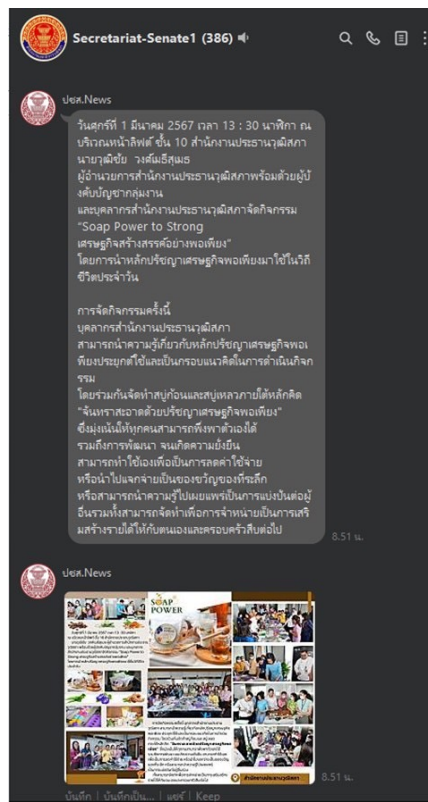 Secretariat-Senate1 (386)
ปชส.News
วันศุกร์ที่ 1 มีนาคม 2567 เวลา 13 : 30 นาฬิกา ณ
บริเวณหน้าลิฟต์ ชั้น 10 สำนักงานประธานวุฒิสภา
นายวุฒิชัย วงศ์เมธีสุเมธ
ผู้อำนวยการสำนักงานประธานวุฒิสภาพร้อมด้วยผู้บั
งคับบัญชากลุ่มงาน
และบุคลากรสำนักงานประธานวุฒิสภาจัดกิจกรรม
“Soap Power to Strong
เศรษฐกิจสร้างสรรค์อย่างพอเพียง”
โดยการนำหลักปรัชญาเศรษฐกิจพอเพียงมาใช้ในวิถี
ชีวิตประจำวัน
การจัดกิจกรรมครั้งนี้
บุคลากรสำนักงานประธานวุฒิสภา
สามารถนำความรู้เกี่ยวกับหลักปรัชญาเศรษฐกิจพอเ
พียงประยุกต์ใช้และเป็นกรอบแนวคิดในการดำเนินกิจก
รรม
โดยร่วมกันจัดทำสบู่ก้อนและสบู่เหลวภายใต้หลักคิด
“จันทราสะอาดด้วยปรัชญาเศรษฐกิจพอเพียง”
ซึ่งมุ่งเน้นให้ทุกคนสามารถพึ่งพาตัวเองได้
รวมถึงการพัฒนา จนเกิดความยั่งยืน
สามารถทำใช้เองเพื่อเป็นการลดค่าใช้จ่าย
หรือนำไปแจกจ่ายเป็นของขวัญของที่ระลึก
หรือสามารถนำความรู้ไปเผยแพร่เป็นการแบ่งปันต่อผู้
อื่นรวมทั้งสามารถจัดทำเพื่อการจำหน่ายเป็นการเสริ
มสร้างรายได้ให้กับตนเองและครอบครัวสืบต่อไป
8.51 น.
ปชส.News
SOAP
POWER
สำนักงานประธานวุฒิสภา
8.51 น.
บันทึก | บันทึกเป็น... | แชร์ | Keep